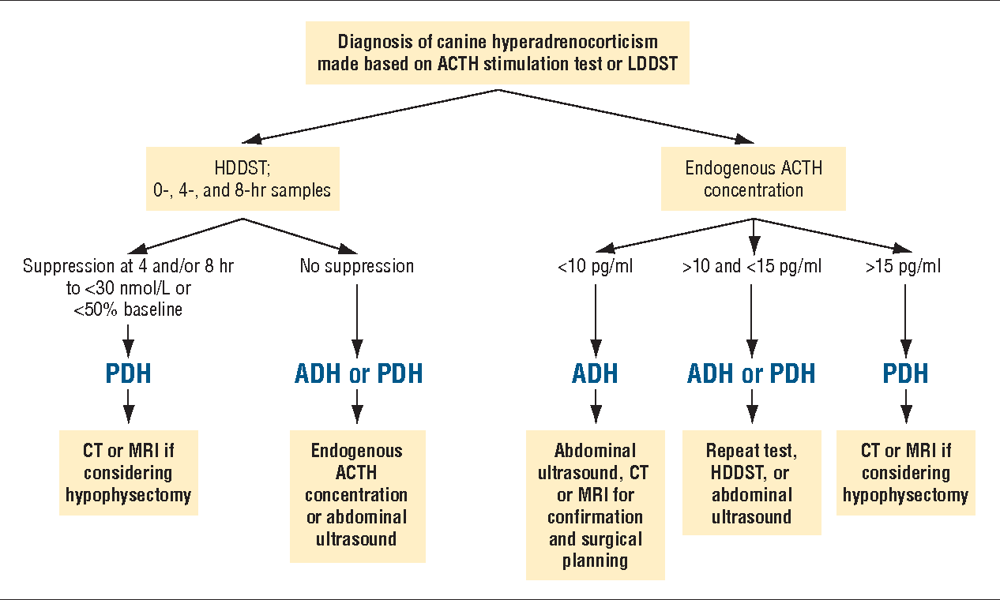 Diagnosis of canine hyperadrenocorticism
made based on ACTH stimulation test or LDDST
HDDST;
0-, 4-, and 8-hr samples
Endogenous ACTH
concentration
Suppression at 4 and/or 8 hr
to <30 nmol/L or
<50% baseline
No suppression
<10 pg/ml
>10 and <15 pg/ml
>15 pg/ml
PDH
ADH or PDH
ADH
ADH or PDH
PDH
CT or MRI if
considering
hypophysectomy
Endogenous
ACTH
concentration
or abdominal
ultrasound
Abdominal
ultrasound, CT
or MRI for
confirmation
and surgical
planning
Repeat test,
HDDST, or
abdominal
ultrasound
CT or MRI if
considering
hypophysectomy